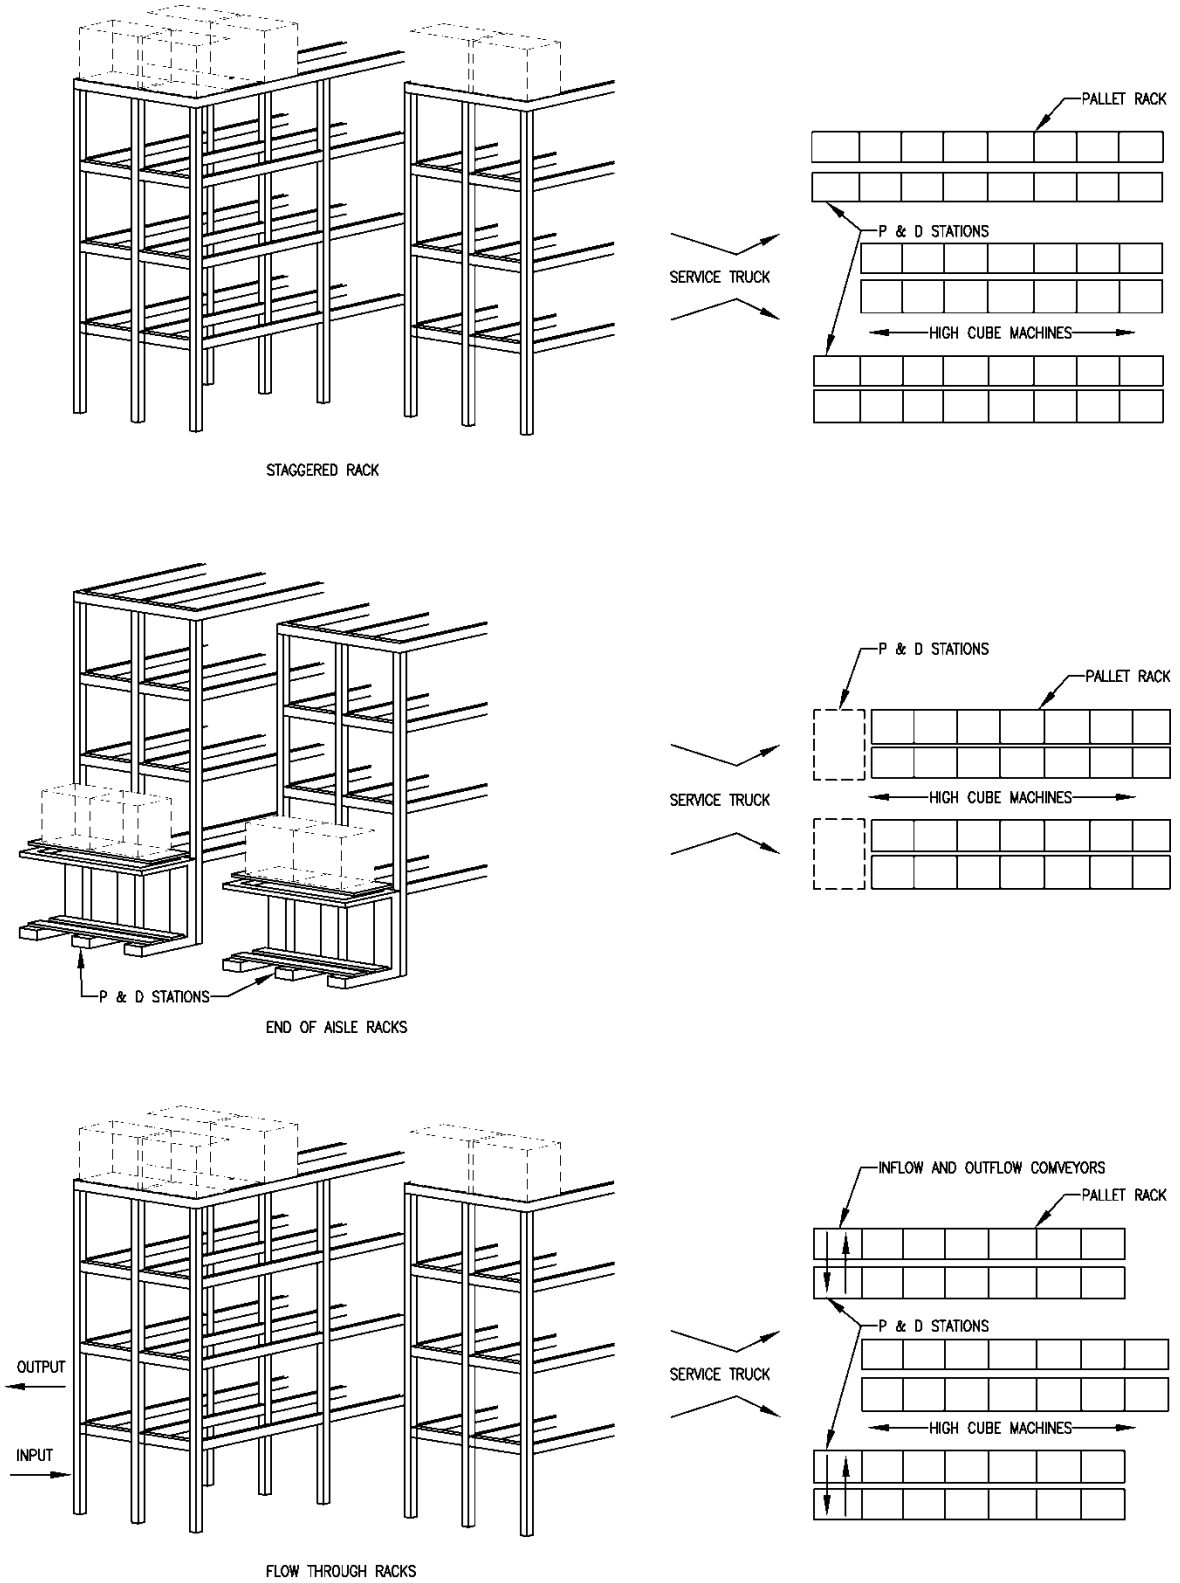 PALLET RACK
P & D STATIONS
SERVICE TRUCK
HIGH CUBE MACHINES
STAGGERED RACK
P & D STATIONS
PALLET RACK
SERVICE TRUCK
HIGH CUBE MACHINES
P & D STATIONS
END OF AISLE RACKS
INFLOW AND OUTFLOW COMVEYORS
PALLET RACK
P & D STATIONS
OUTPUT
SERVICE TRUCK
HIGH CUBE MACHINES
INPUT
FLOW THROUGH RACKS